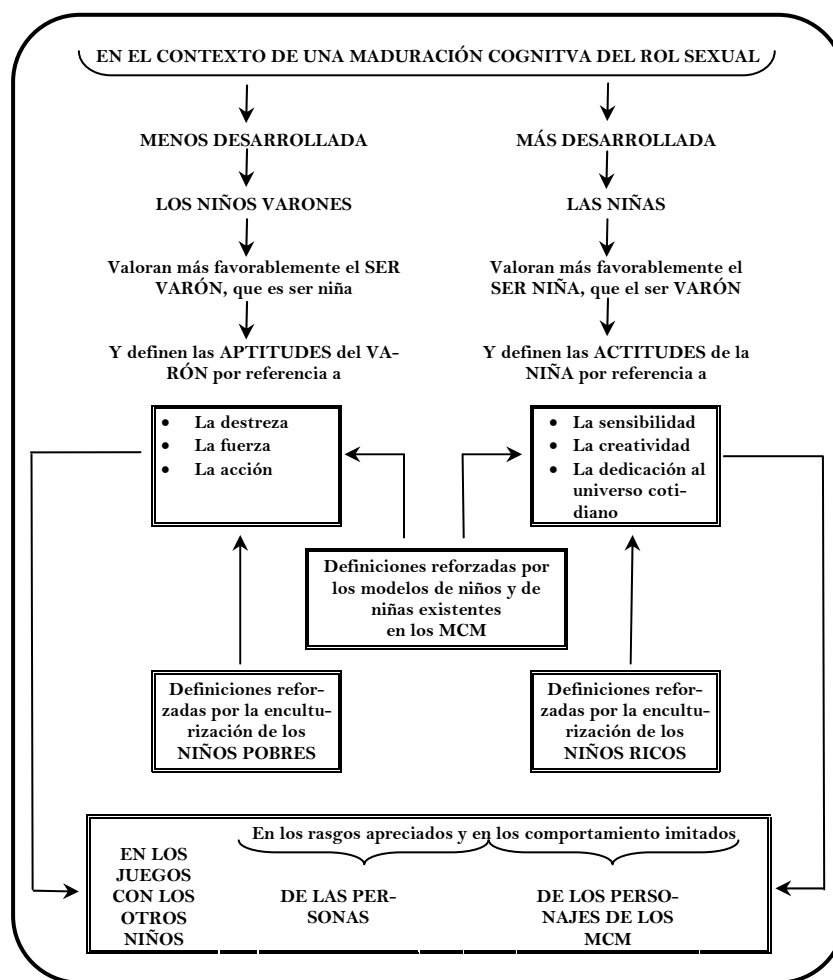 EN EL CONTEXTO DE UNA MADURACIÓN COGNITVA DEL ROL SEXUAL
MENOS DESARROLLADA
MÁS DESARROLLADA
LOS NIÑOS VARONES
LAS NIÑAS
Valoran más favorablemente el SER
VARÓN, que es ser niña
Valoran más favorablemente el
SER NIÑA, que el ser VARÓN
Y definen las APTITUDES del VA-
RÓN por referencia a
Y definen las ACTITUDES de la
NIÑA por referencia a
• La destreza
• La fuerza
• La acción
• La sensibilidad
• La creatividad
• La dedicación al
universo coti-
diano
Definiciones reforzadas por
los modelos de niños y de
niñas existentes
en los MCM
Definiciones refor-
zadas por la encultu-
rización de los
NIÑOS POBRES
Definiciones refor-
zadas por la encultu-
rización de los
NIÑOS RICOS
En los rasgos apreciados y en los comportamiento imitados
EN LOS
JUEGOS
CON LOS
OTROS
NIÑOS
DE LAS PER-
SONAS
DE LOS PERSO-
NAJES DE LOS
MCM